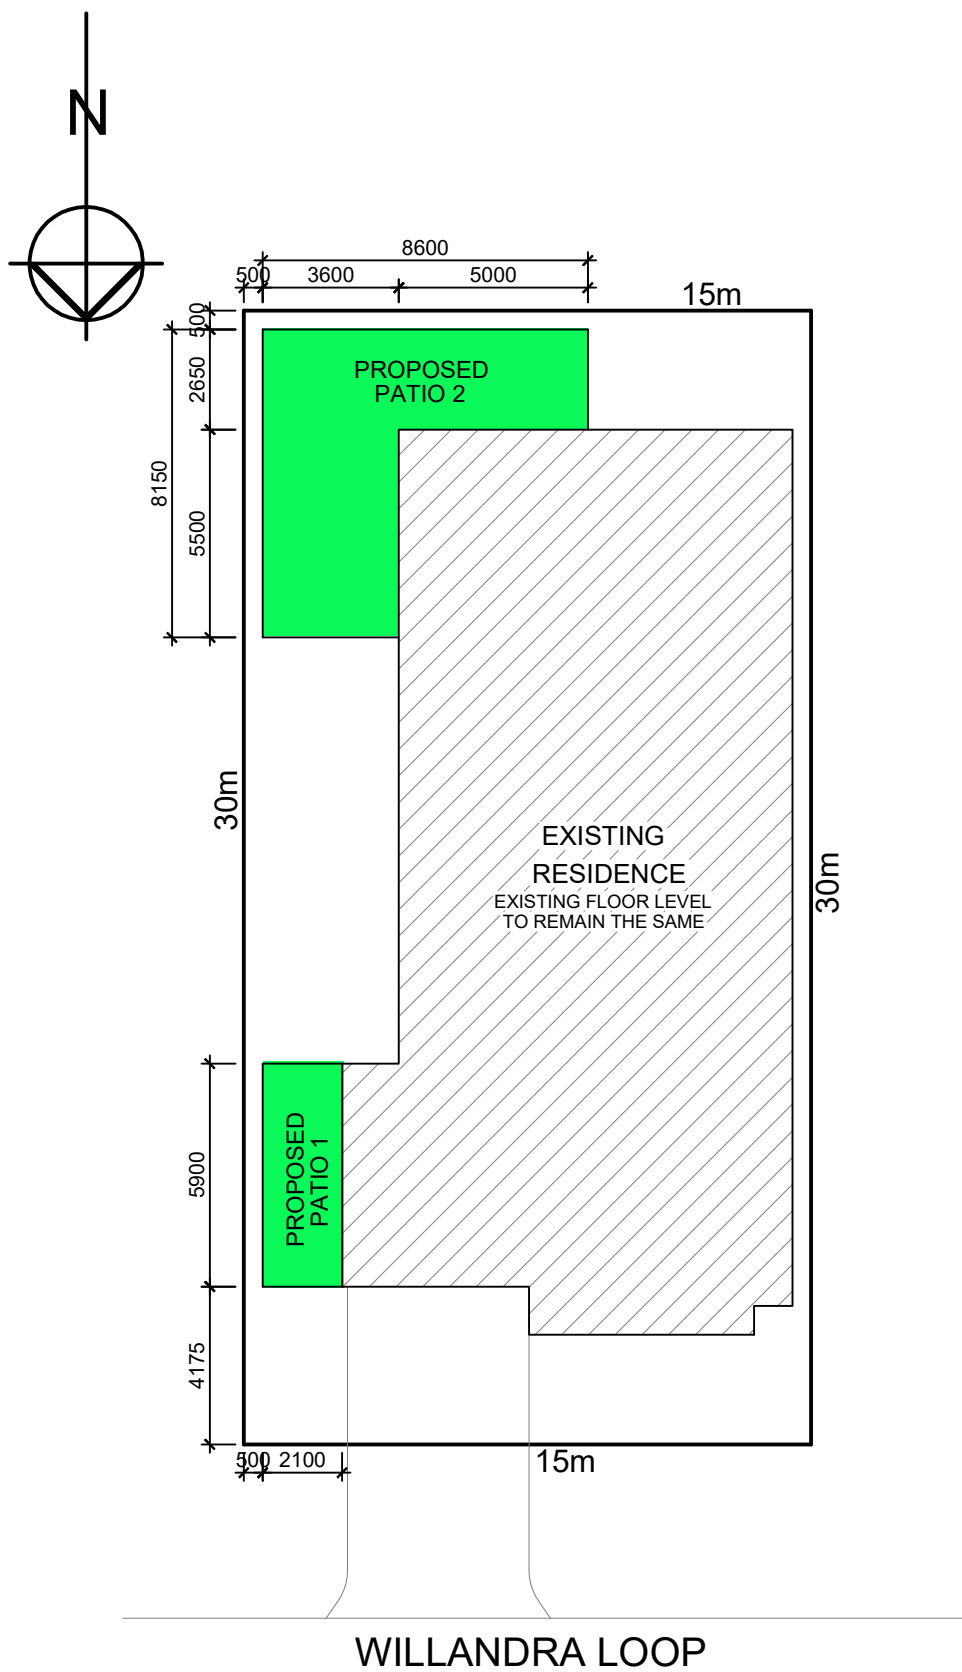 N
8600
500
3600
5000
15m
500
2650
8150
5500
PROPOSED
PATIO 2
30m
EXISTING
RESIDENCE
EXISTING FLOOR LEVEL
TO REMAIN THE SAME
30m
5900
PROPOSED
PATIO 1
4175
500
2100
15m
WILLANDRA LOOP